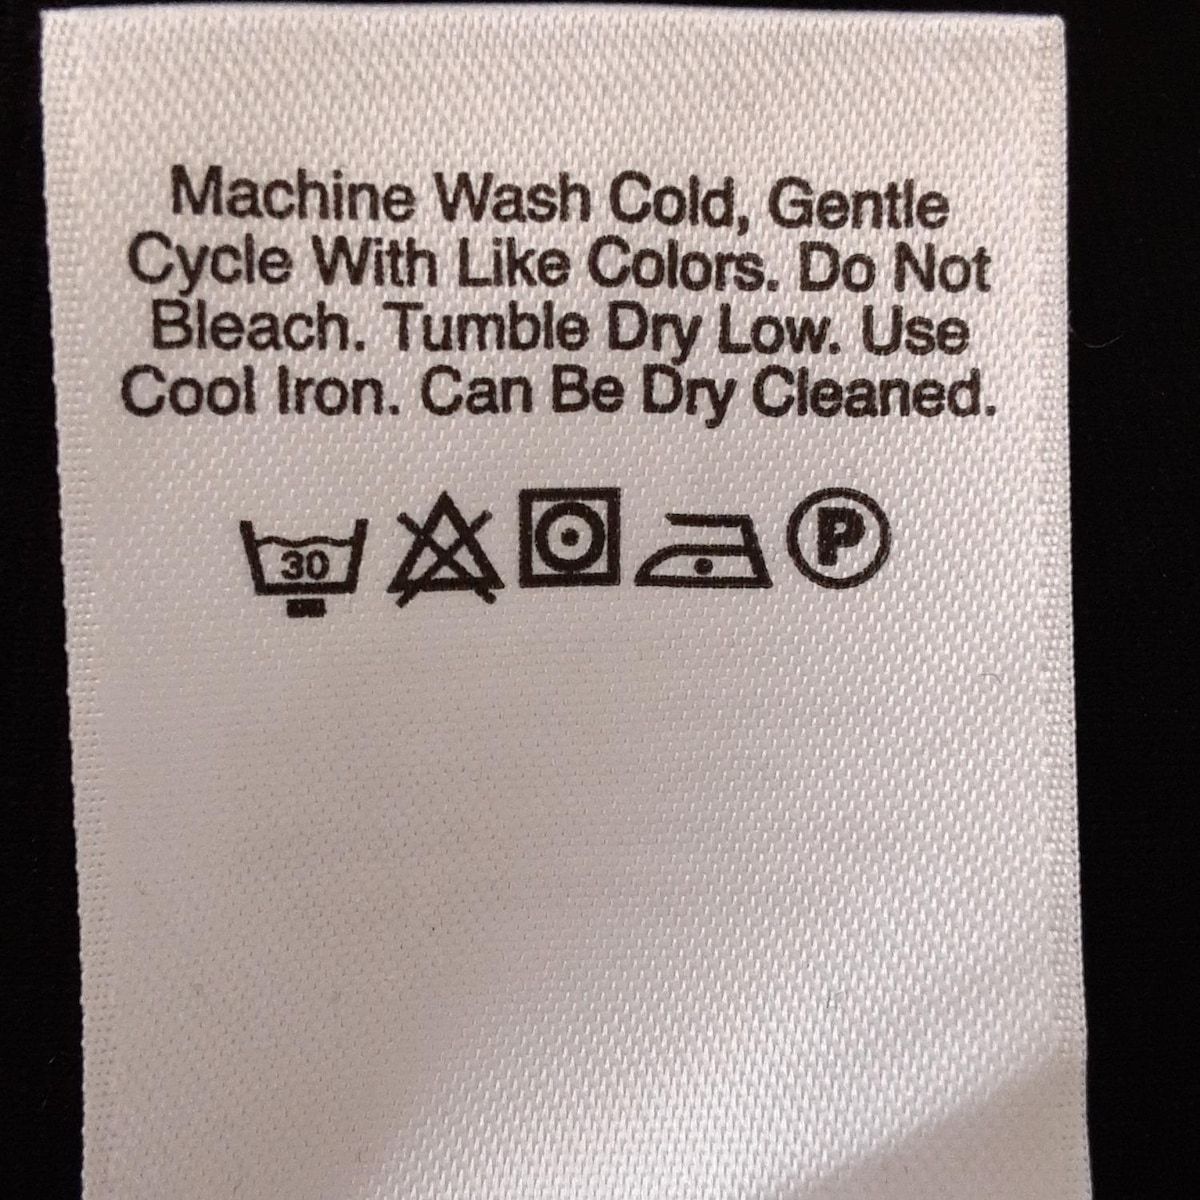 Machine Wash Cold, Gentle
Cycle With Like Colors. Do Not
Bleach. Tumble Dry Low. Use
Cool Iron. Can Be Dry Cleaned.
30 P